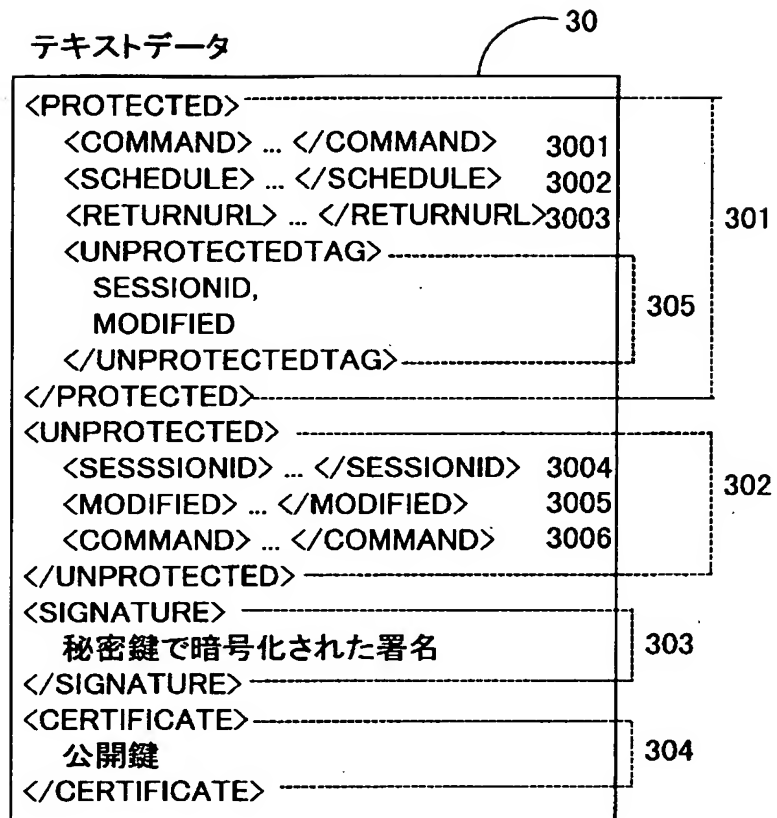 30
テキストデータ
<PROTECTED>
<COMMAND> ... </COMMAND> 3001
<SCHEDULE> ... </SCHEDULE> 3002
<RETURNURL> ... </RETURNURL> 3003
301
<UNPROTECTEDTAG>
SESSIONID,
305
MODIFIED
</UNPROTECTEDTAG>
</PROTECTED>
<UNPROTECTED>
<SESSSIONID> ... </SESSIONID> 3004
302
<MODIFIED> ... </MODIFIED> 3005
<COMMAND> ... </COMMAND> 3006
</UNPROTECTED>
<SIGNATURE>
秘密鍵で暗号化された署名 303
</SIGNATURE>
<CERTIFICATE>
公開鍵 304
</CERTIFICATE>